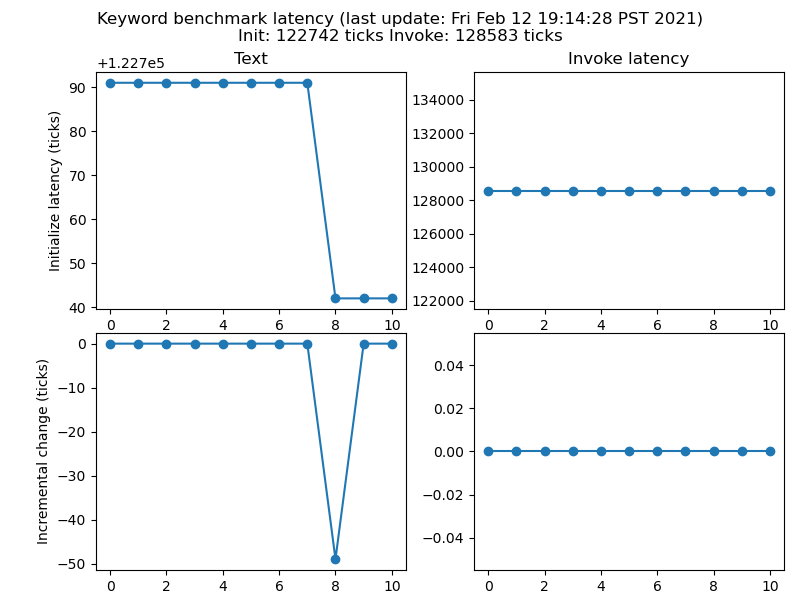 Keyword benchmark latency (last update: Fri Feb 12 19:14:28 PST 2021)
Init: 122742 ticks Invoke: 128583 ticks
Text
Invoke latency
+1.227e5
Initialize latency (ticks)
90
80
70
60
50
40
0 2 4 6 8 10
134000
132000
130000
128000
126000
124000
122000
0 2 4 6 8 10
Incremental change (ticks)
0
−10
−20
−30
−40
−50
0 2 4 6 8 10
0.04
0.02
0.00
−0.02
−0.04
0 2 4 6 8 10